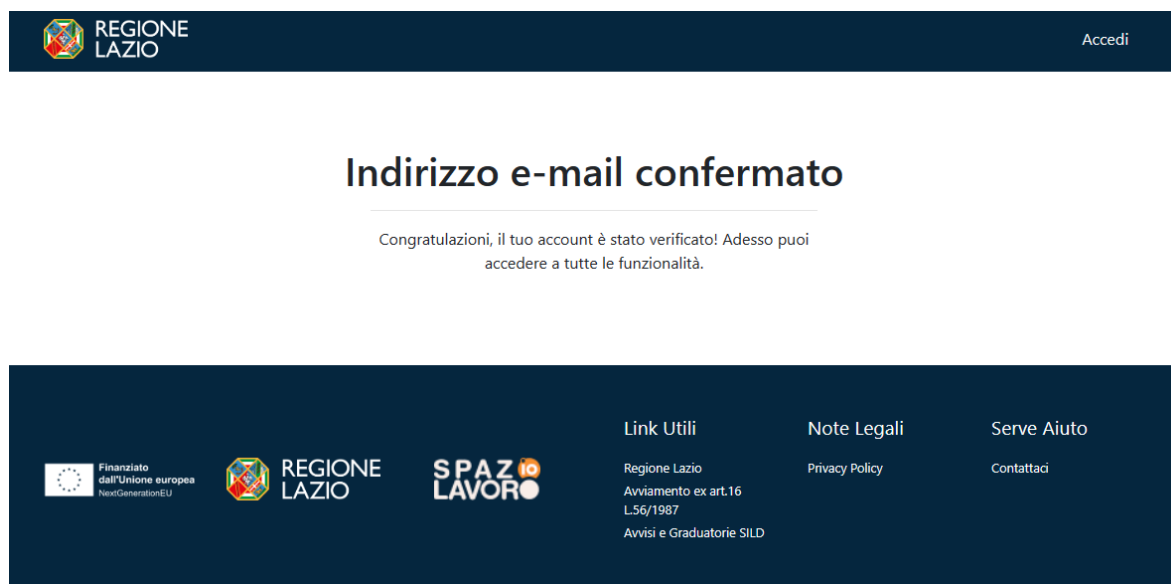 REGIONE
LAZIO
Accedi
Indirizzo e-mail confermato
Congratulazioni, il tuo account è stato verificato! Adesso puoi
accedere a tutte le funzionalità.
Finanziato
dall'Unione europea
NextGenerationEU
REGIONE
LAZIO
SPAZIO
LAVORO
Link Utili
Regione Lazio
Avviamento ex art.16
L.56/1987
Avvisi e Graduatorie SILD
Note Legali
Privacy Policy
Serve Aiuto
Contattaci